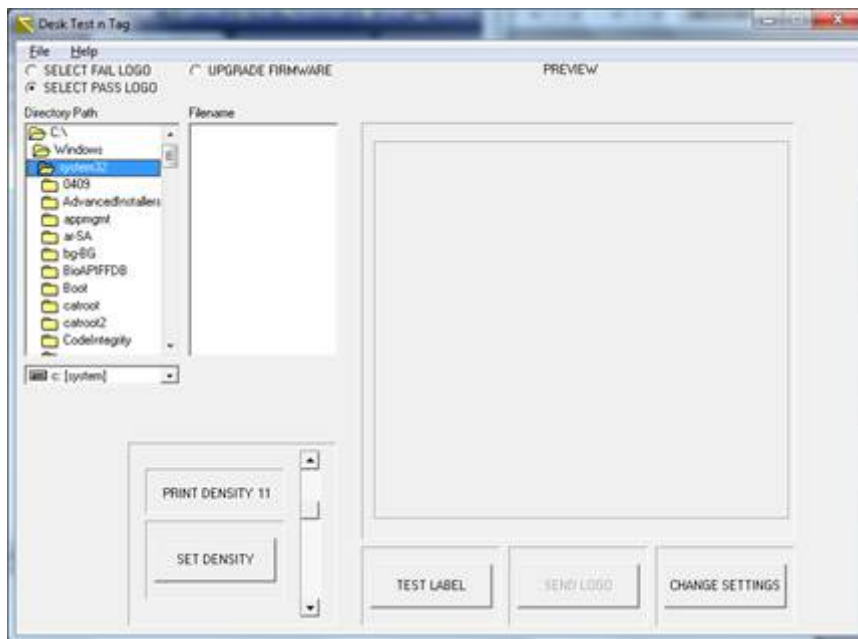 Desk Test n Tag
File Help
SELECT FAIL LOGO UPGRADE FIRMWARE PREVIEW
SELECT PASS LOGO
Directory Path Filename
C:\
Windows
system32
0409
AdvancedInstallers
appmgmt
ar-SA
bg-BG
BioAPIFFDB
Boot
catroot
catroot2
CodeIntegrity
c: [system]
PRINT DENSITY 11
SET DENSITY
TEST LABEL SEND LOGO CHANGE SETTINGS